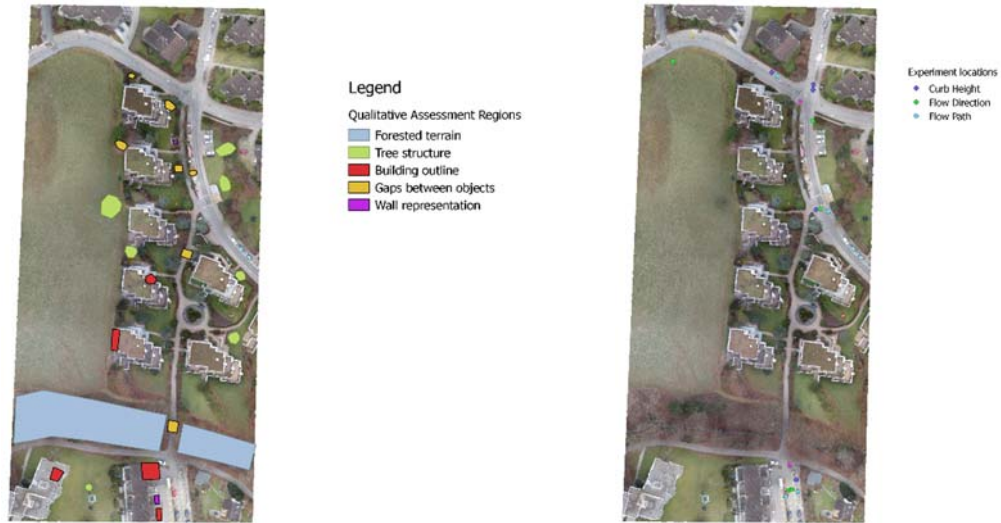 Legend
Qualitative Assessment Regions
Forested terrain
Tree structure
Building outline
Gaps between objects
Wall representation
Experiment locations
Curb Height
Flow Direction
Flow Path